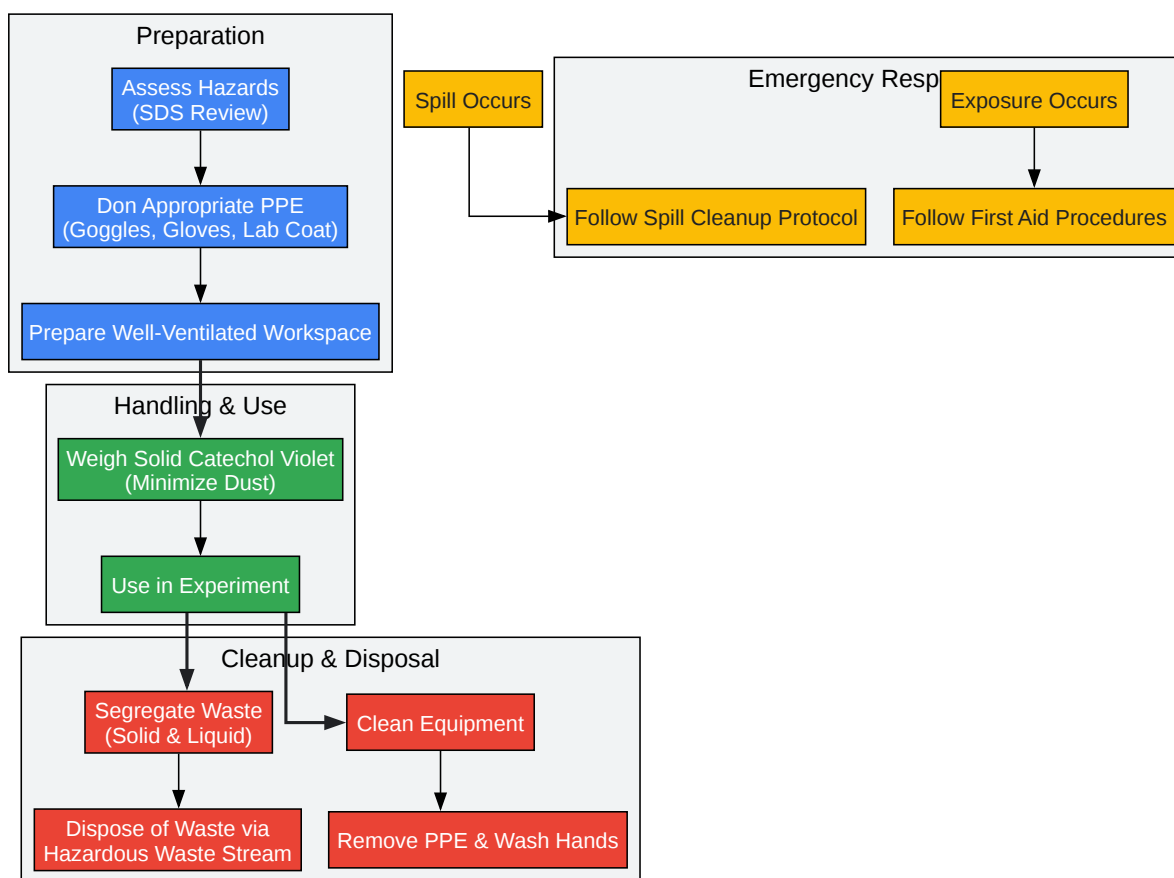 Preparation
Assess Hazards
(SDS Review)
Don Appropriate PPE
(Goggles, Gloves, Lab Coat)
Prepare Well-Ventilated Workspace
Spill Occurs
Emergency Resp
Exposure Occurs
Follow Spill Cleanup Protocol
Follow First Aid Procedures
Handling & Use
Weigh Solid Catechol Violet
(Minimize Dust)
Use in Experiment
Cleanup & Disposal
Segregate Waste
(Solid & Liquid)
Clean Equipment
Dispose of Waste via
Hazardous Waste Stream
Remove PPE & Wash Hands